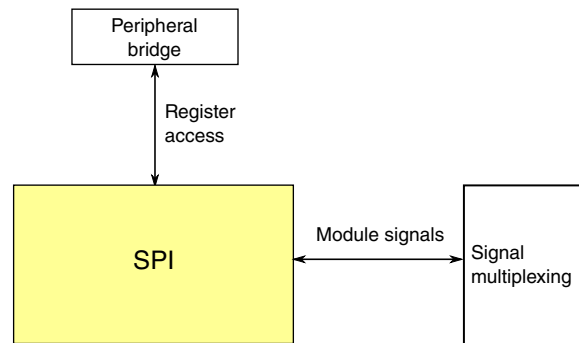 Peripheral
bridge
Register
access
SPI
Module signals
Signal
multiplexing